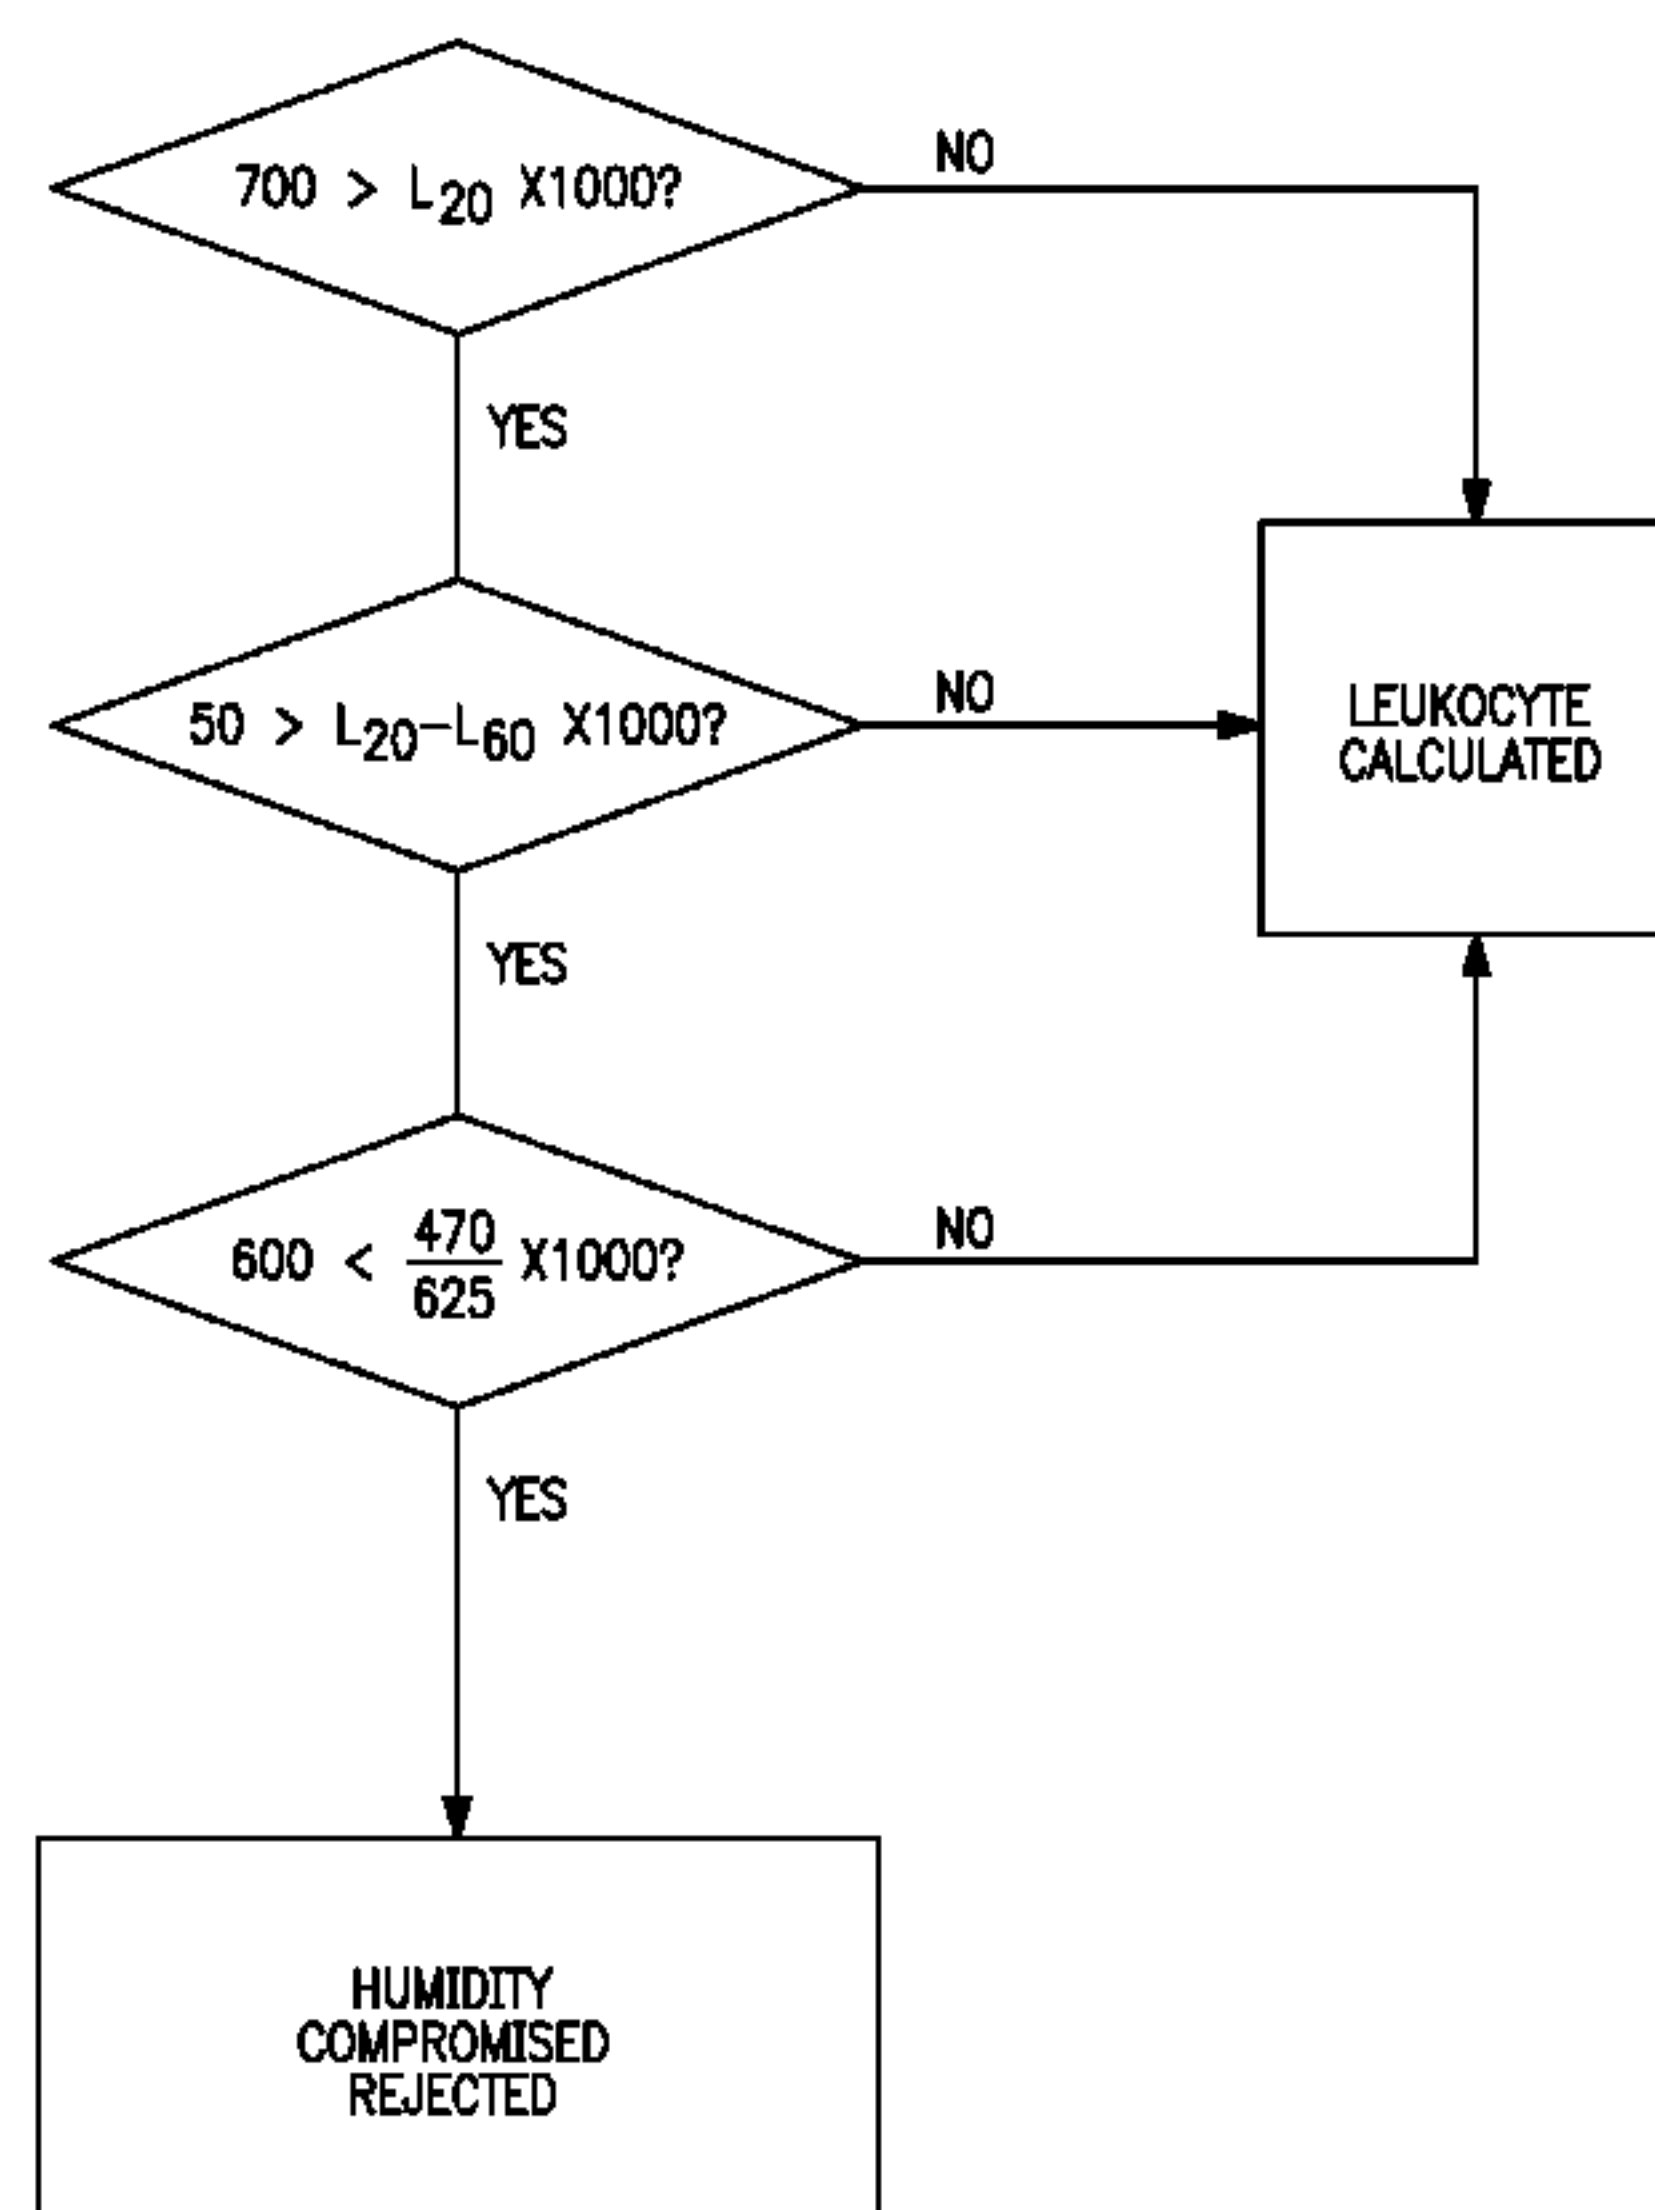 700 > L20 X1000?
NO
YES
50 > L20-L60 X1000?
NO
LEUKOCYTE
CALCULATED
YES
600 < 470/625 X1000?
NO
YES
HUMIDITY
COMPROMISED
REJECTED